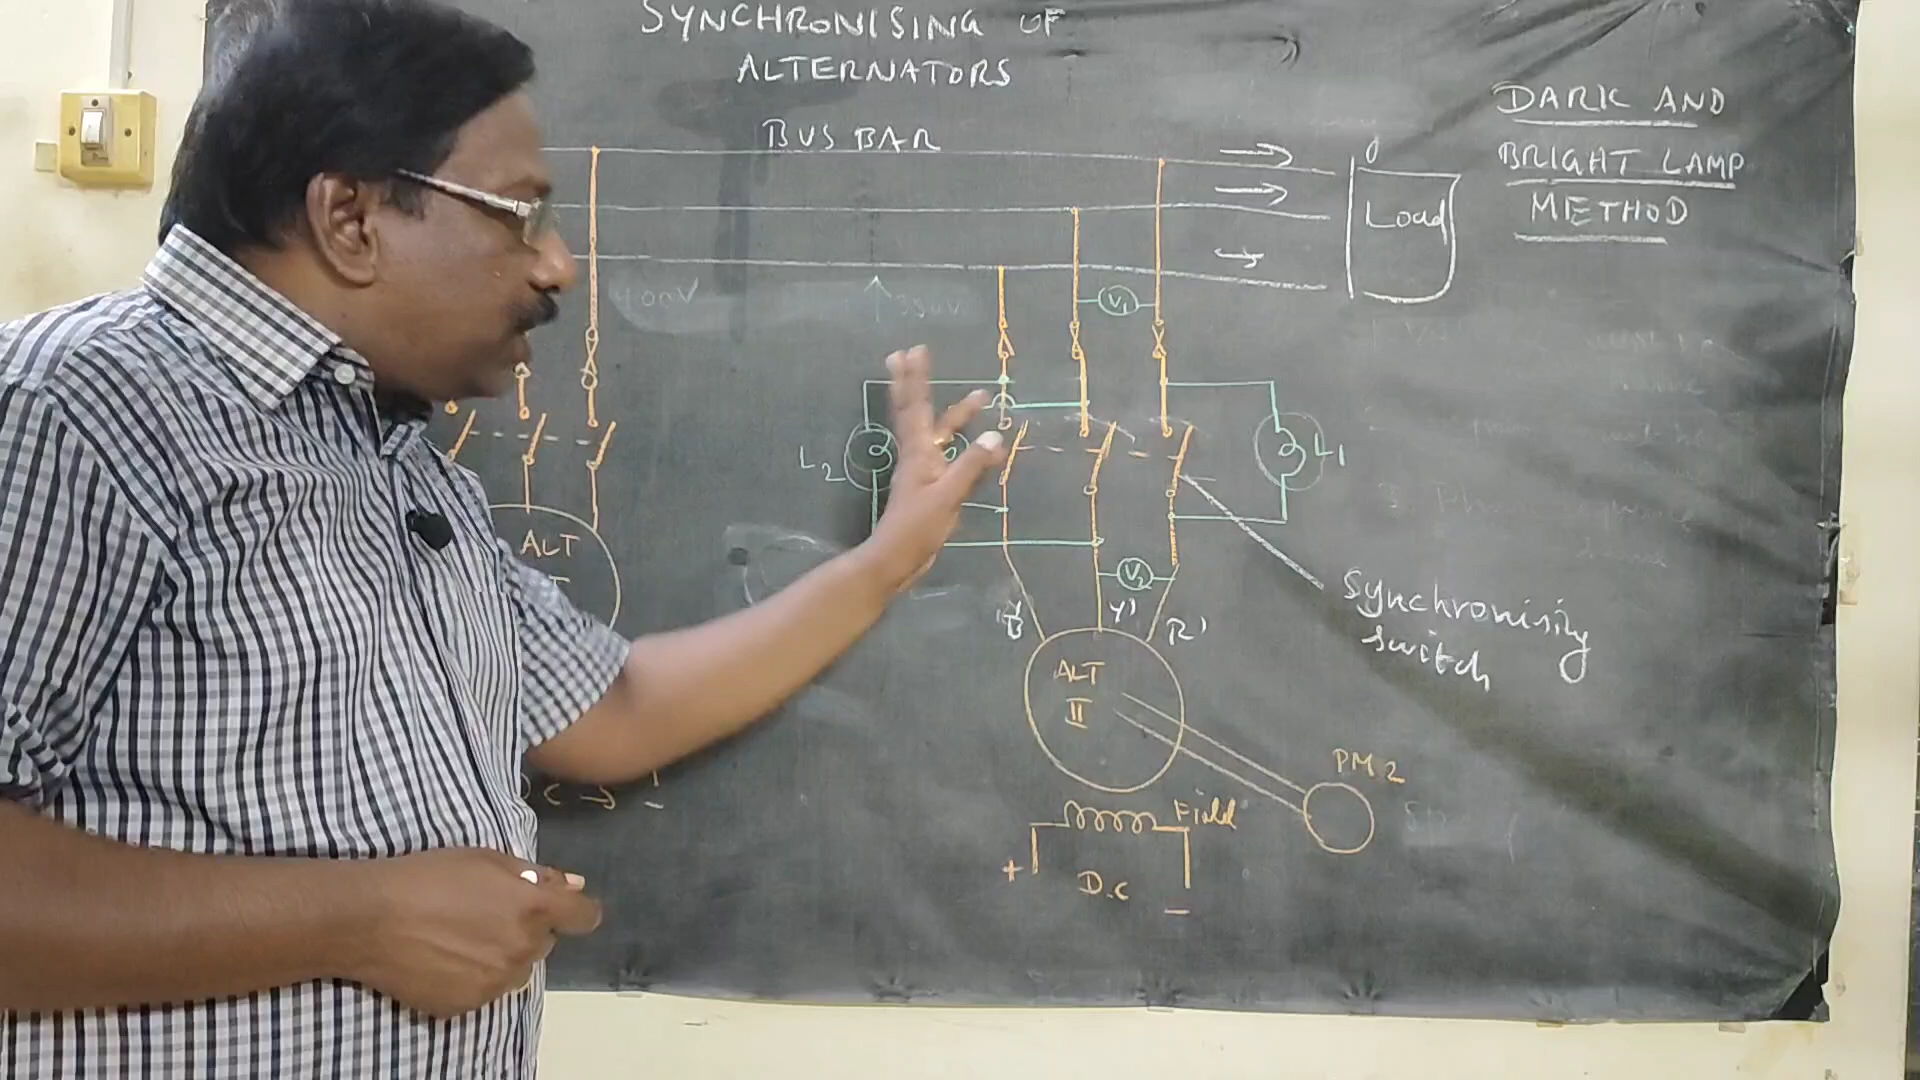 SYNCHRONISING OF
ALTERNATORS
BUS BAR
DARK AND
BRIGHT LAMP
METHOD
Load
V1
L2
L1
ALT
V2
Y'
R'
Synchronising
switch
ALT
II
PM 2
Field
+
D.C
-